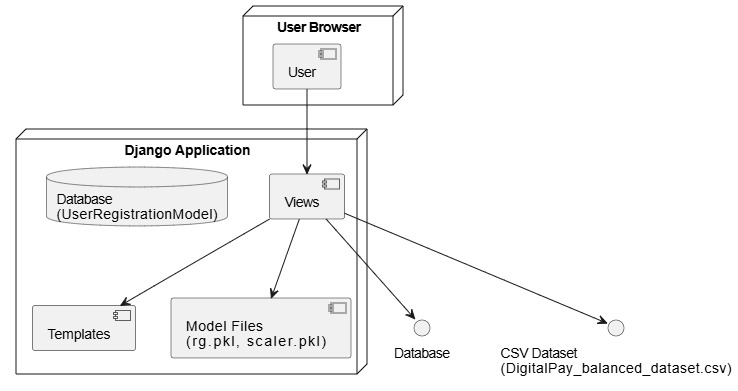 User Browser
User
Django Application
Database
(UserRegistrationModel)
Views
Templates
Model Files
(rg.pkl, scaler.pkl)
Database
CSV Dataset
(DigitalPay_balanced_dataset.csv)